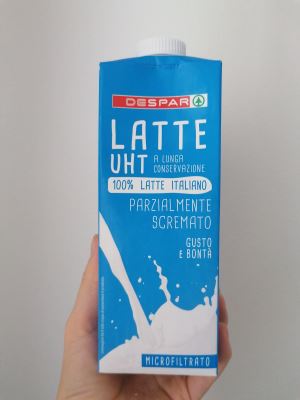 DESPAR
LATTE
UHT
A LUNGA
CONSERVAZIONE
100% LATTE ITALIANO
PARZIALMENTE
SCREMATO
GUSTO
E BONTÀ
MICROFILTRATO